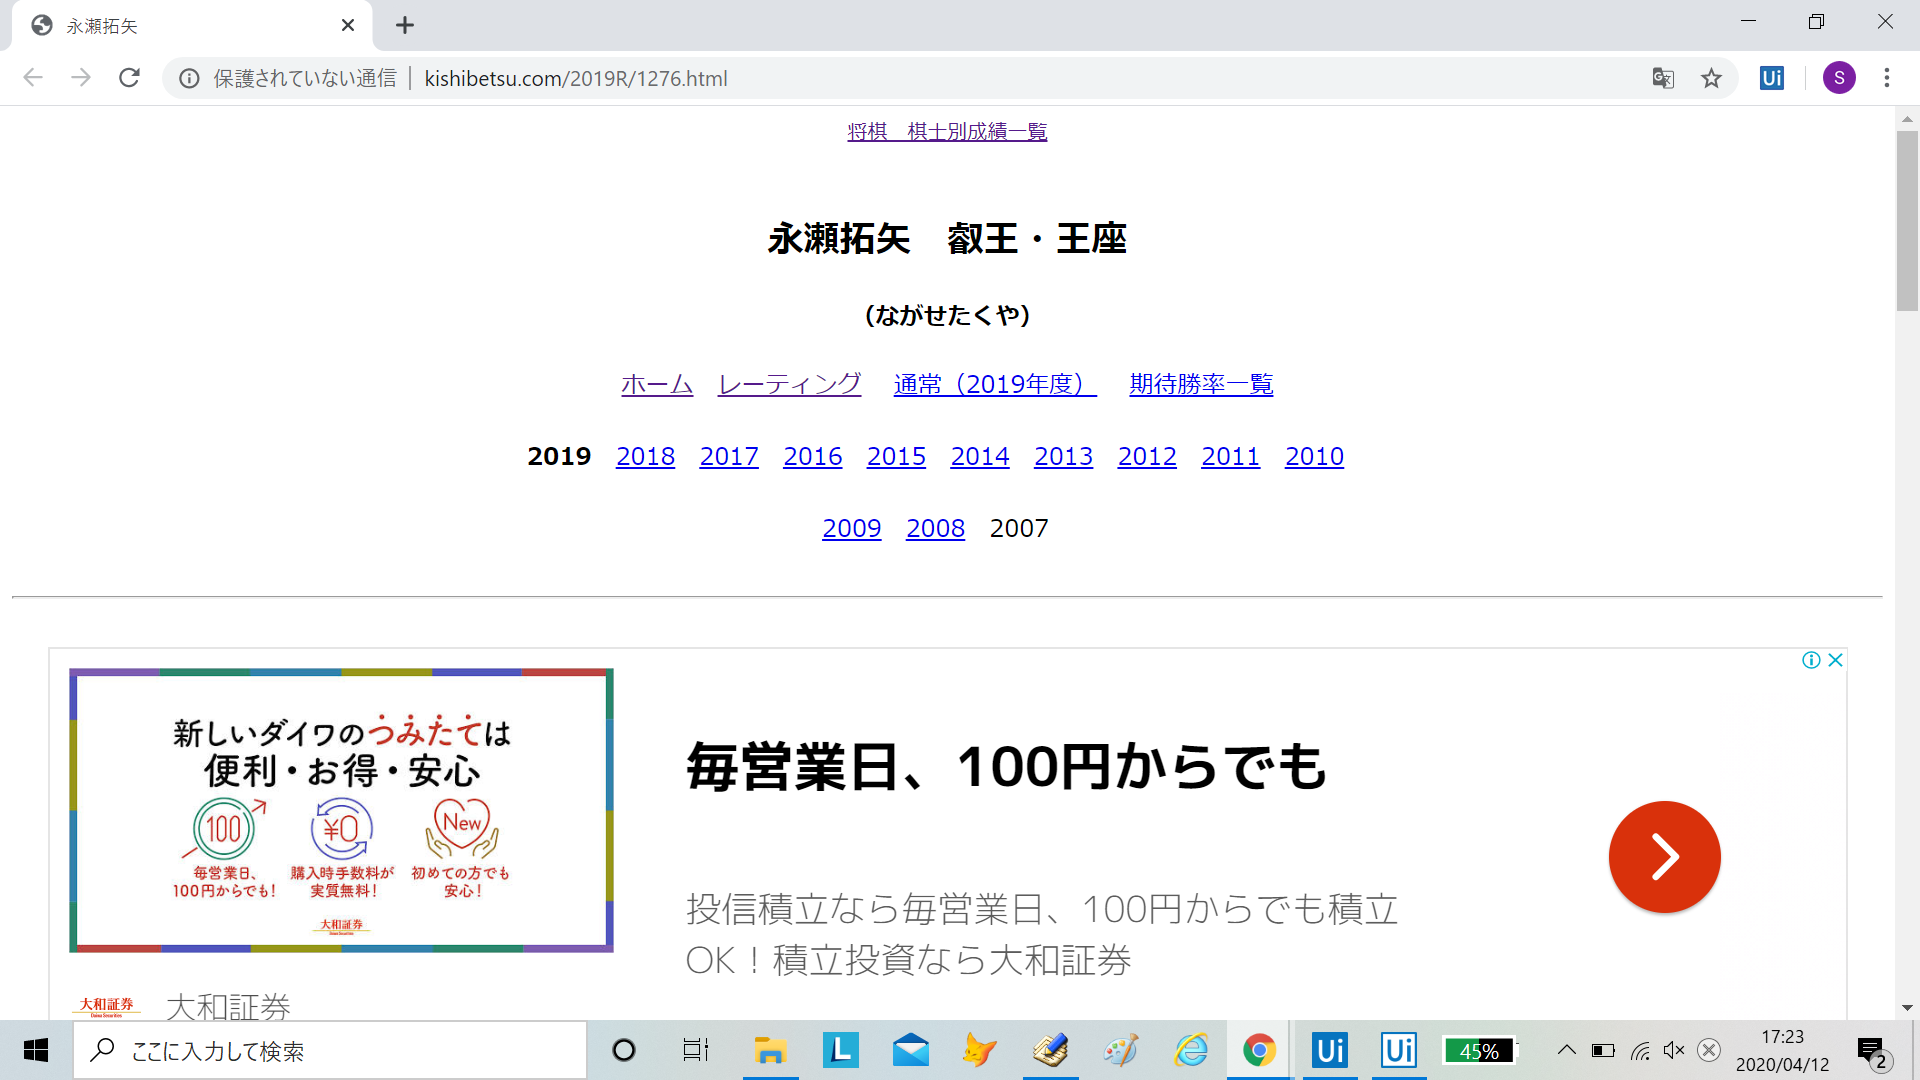 永瀬拓矢
保護されていない通信 | kishibetsu.com/2019R/1276.html
Ui
S
将棋　棋士別成績一覧
永瀬拓矢　叡王・王座
（ながせたくや）
ホーム　レーティング　通常（2019年度）　期待勝率一覧
2019 2018 2017 2016 2015 2014 2013 2012 2011 2010
2009 2008 2007
新しいダイワのつみたては
便利・お得・安心
100 ¥0 New
毎営業日、 購入時手数料が 初めての方でも
100円からでも! 実質無料! 安心!
大和証券
Daiwa Securities
毎営業日、100円からでも
投信積立なら毎営業日、100円からでも積立
OK！積立投資なら大和証券
大和証券
Daiwa Securities
大和証券
ここに入力して検索
L
Ui
Ui
45%
17:23
2020/04/12
2